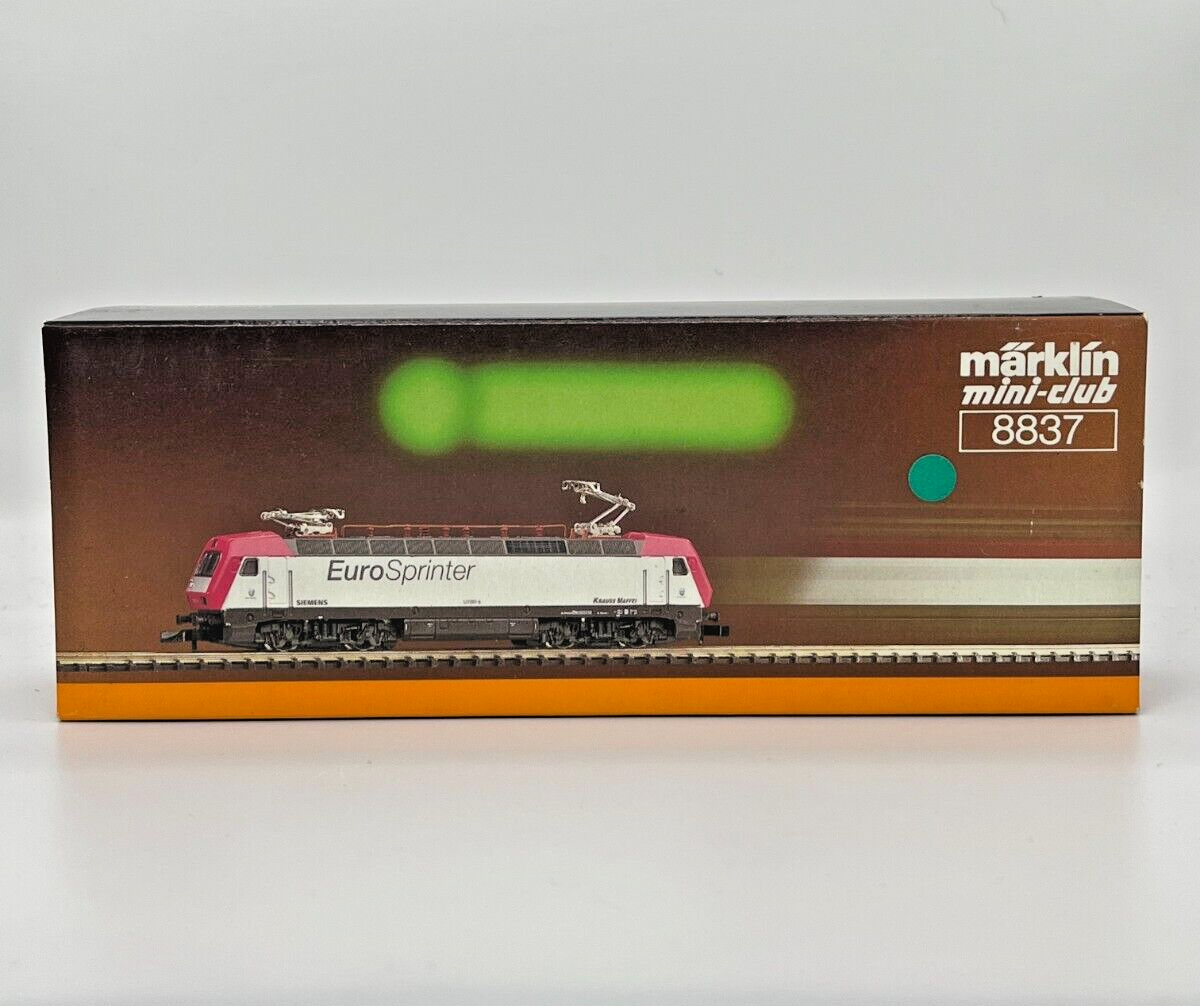 märklin
mini-club
8837
EuroSprinter
SIEMENS
KRAUSS MAFFEI